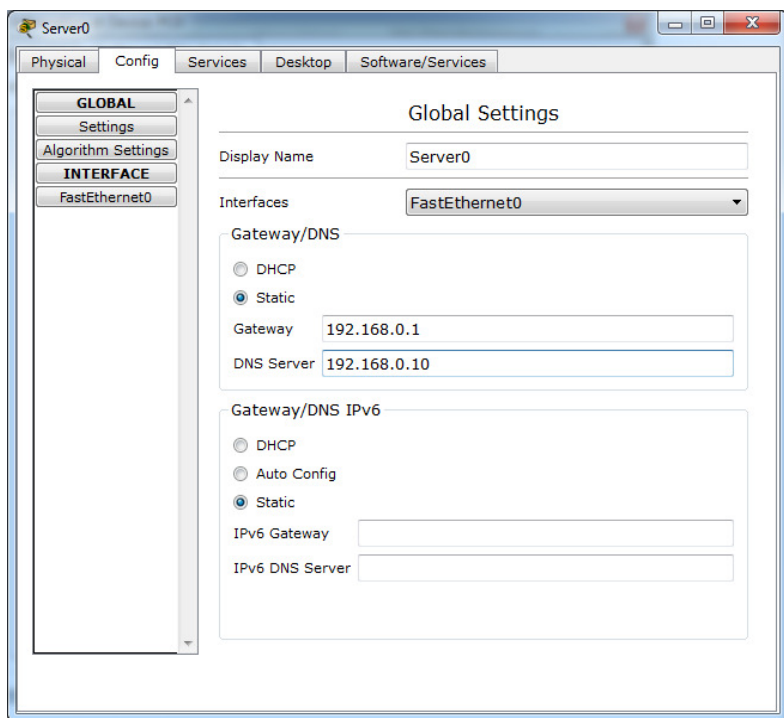 Server0
Physical Config Services Desktop Software/Services
GLOBAL
Settings
Algorithm Settings
INTERFACE
FastEthernet0
Global Settings
Display Name Server0
Interfaces FastEthernet0
Gateway/DNS
DHCP
Static
Gateway 192.168.0.1
DNS Server 192.168.0.10
Gateway/DNS IPv6
DHCP
Auto Config
Static
IPv6 Gateway
IPv6 DNS Server